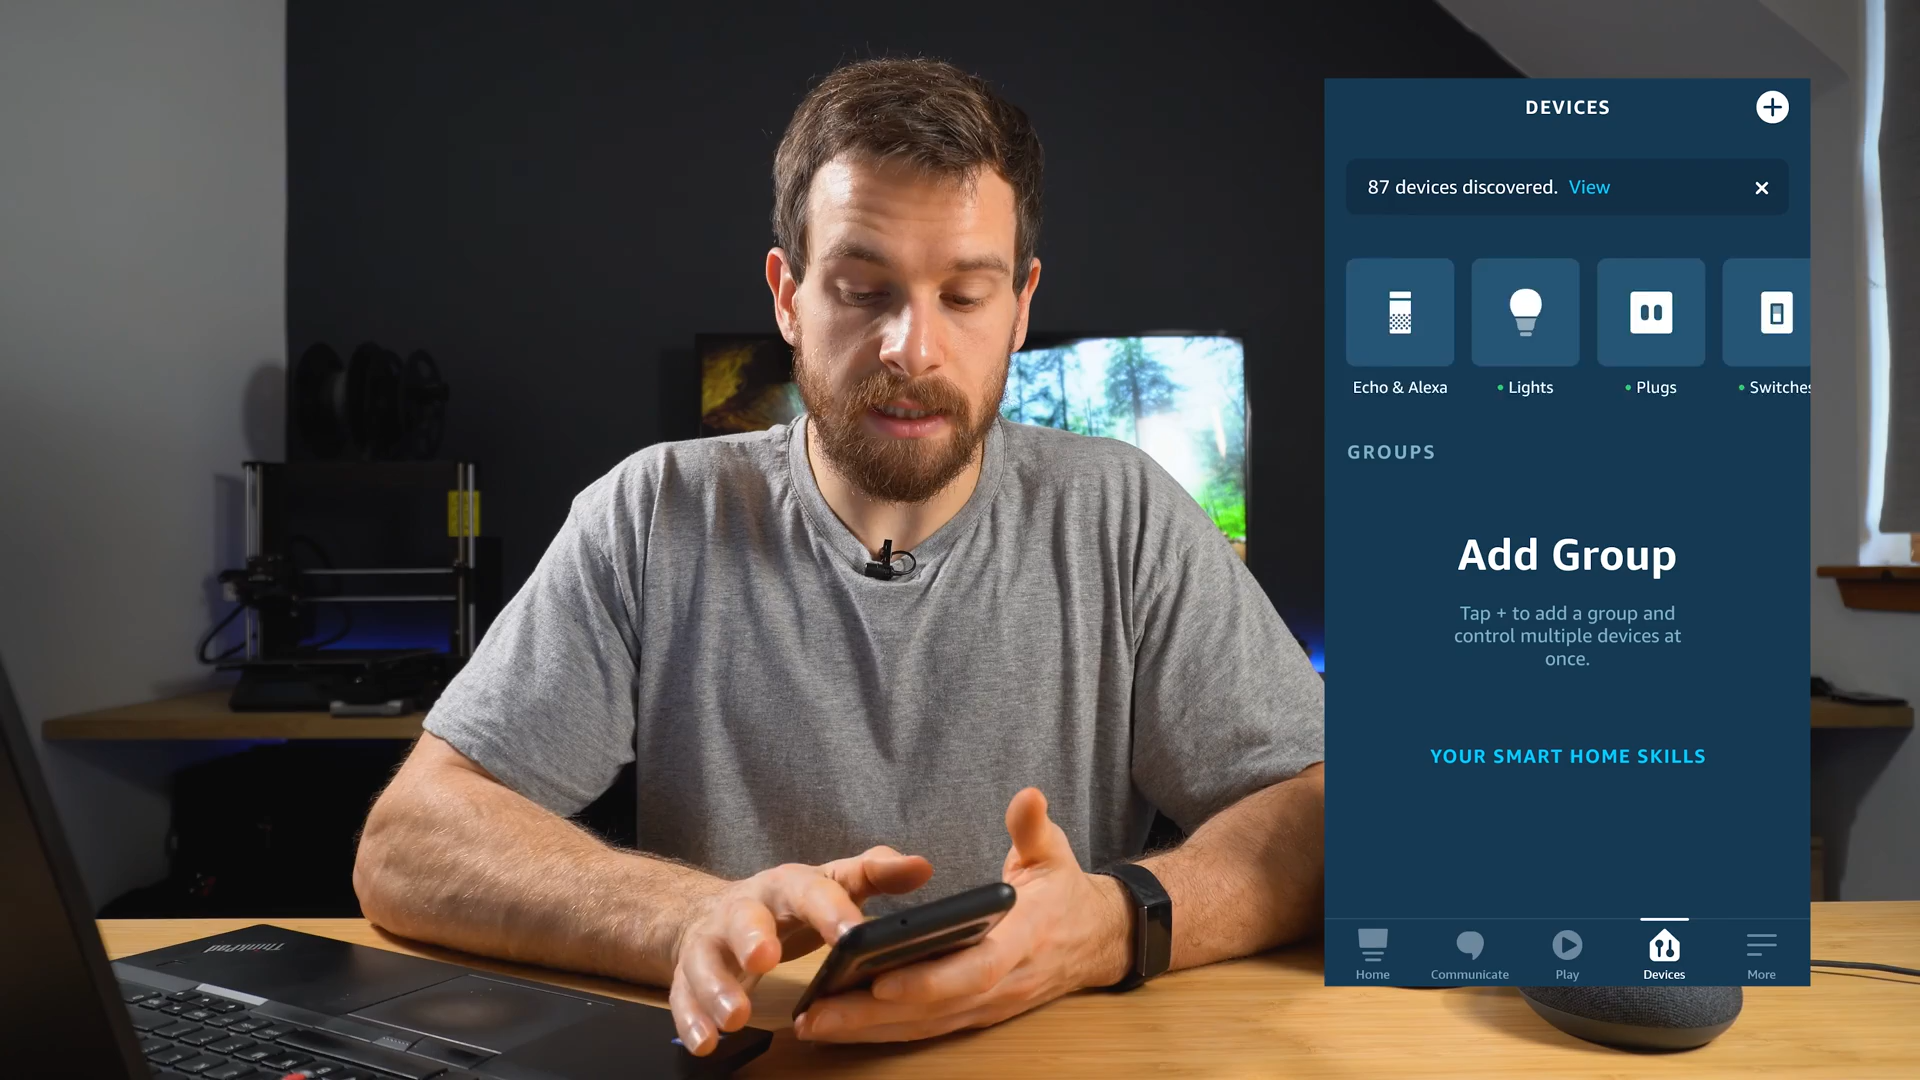 DEVICES
87 devices discovered. View
Echo & Alexa
Lights
Plugs
Switches
GROUPS
Add Group
Tap + to add a group and
control multiple devices at
once.
YOUR SMART HOME SKILLS
Home
Communicate
Play
Devices
More
ThinkPad